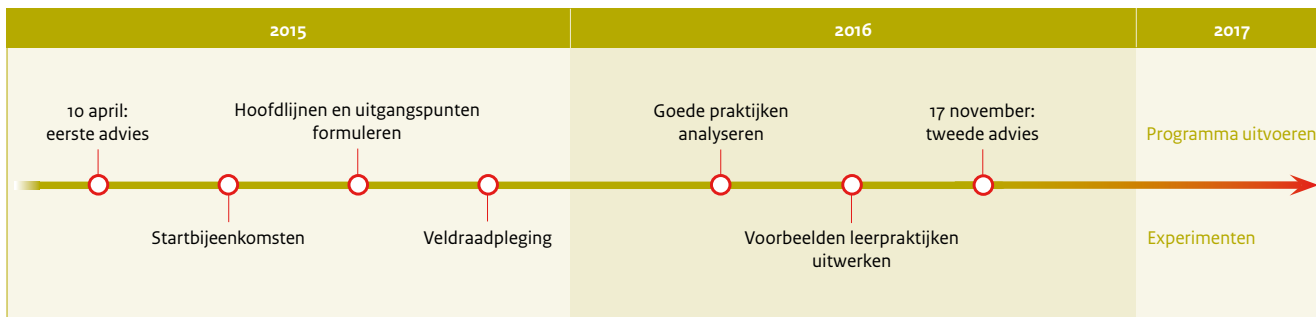 2015
2016
2017
10 april:
eerste advies
Hoofdlijnen en uitgangspunten
formuleren
Goede praktijken
analyseren
17 november:
tweede advies
Programma uitvoeren
Startbijeenkomsten
Veldraadpleging
Voorbeelden leerpraktijken
uitwerken
Experimenten